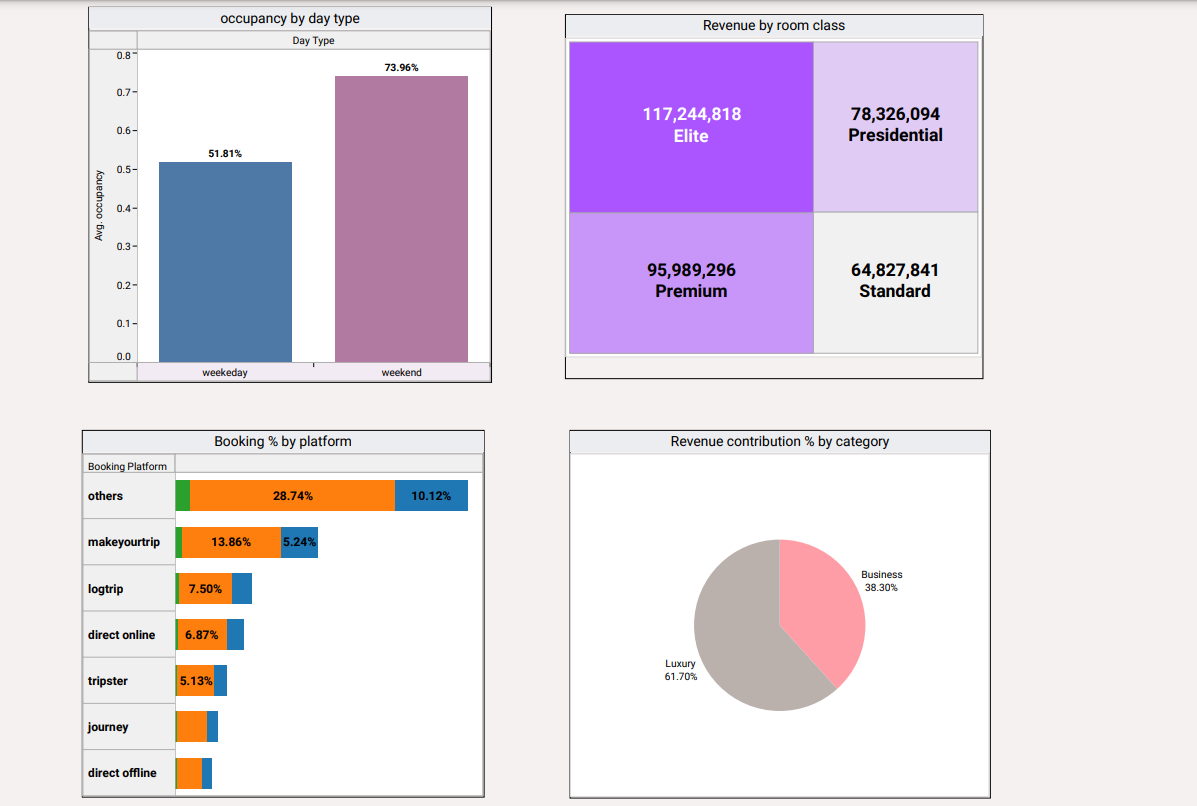 occupancy by day type
Day Type
Avg. occupancy
0.8
0.7
0.6
0.5
0.4
0.3
0.2
0.1
0.0
51.81%
73.96%
weekeday
weekend
Revenue by room class
117,244,818
Elite
78,326,094
Presidential
95,989,296
Premium
64,827,841
Standard
Booking % by platform
Booking Platform
others 28.74% 10.12%
makeyourtrip 13.86% 5.24%
logtrip 7.50%
direct online 6.87%
tripster 5.13%
journey
direct offline
Revenue contribution % by category
Business
38.30%
Luxury
61.70%